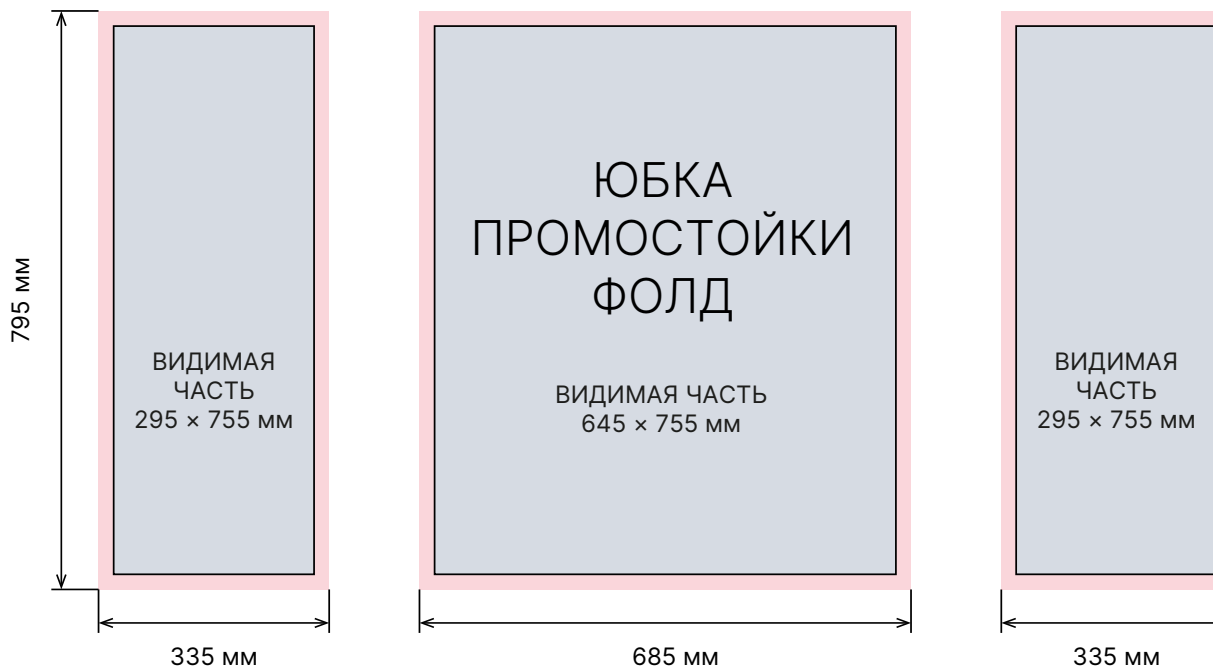 795 мм
ВИДИМАЯ
ЧАСТЬ
295 × 755 мм
335 мм
ЮБКА
ПРОМОСТОЙКИ
ФОЛД
ВИДИМАЯ ЧАСТЬ
645 × 755 мм
685 мм
ВИДИМАЯ
ЧАСТЬ
295 × 755 мм
335 мм